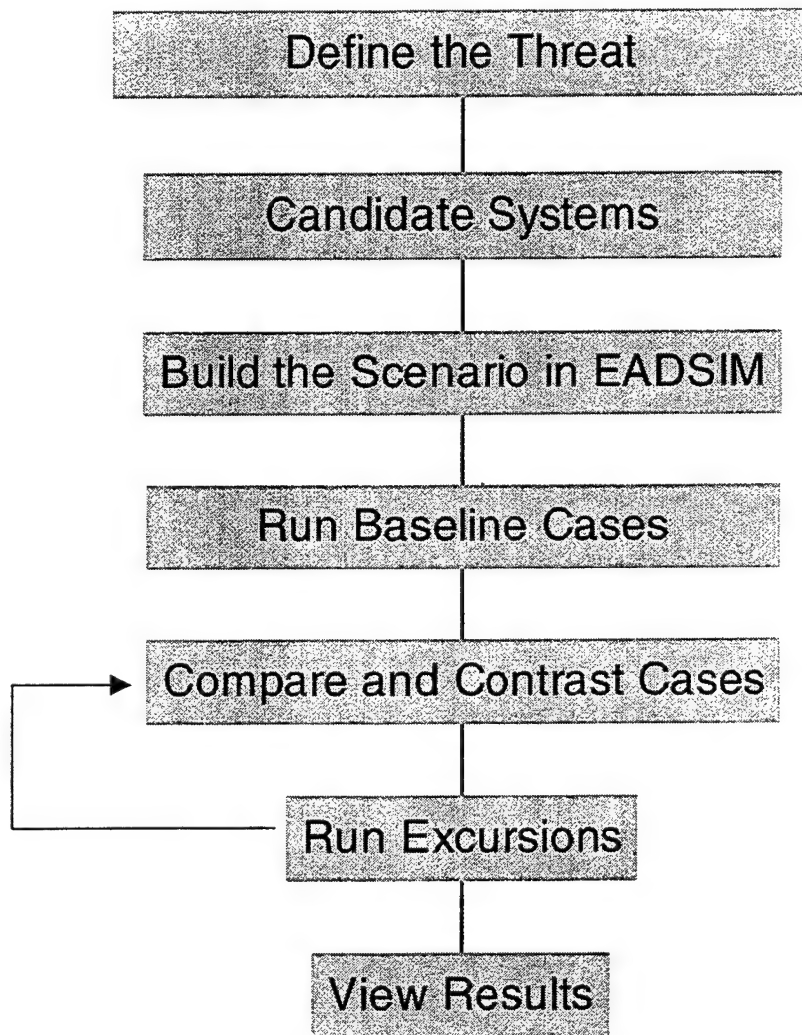 Define the Threat
Candidate Systems
Build the Scenario in EADSIM
Run Baseline Cases
Compare and Contrast Cases
Run Excursions
View Results